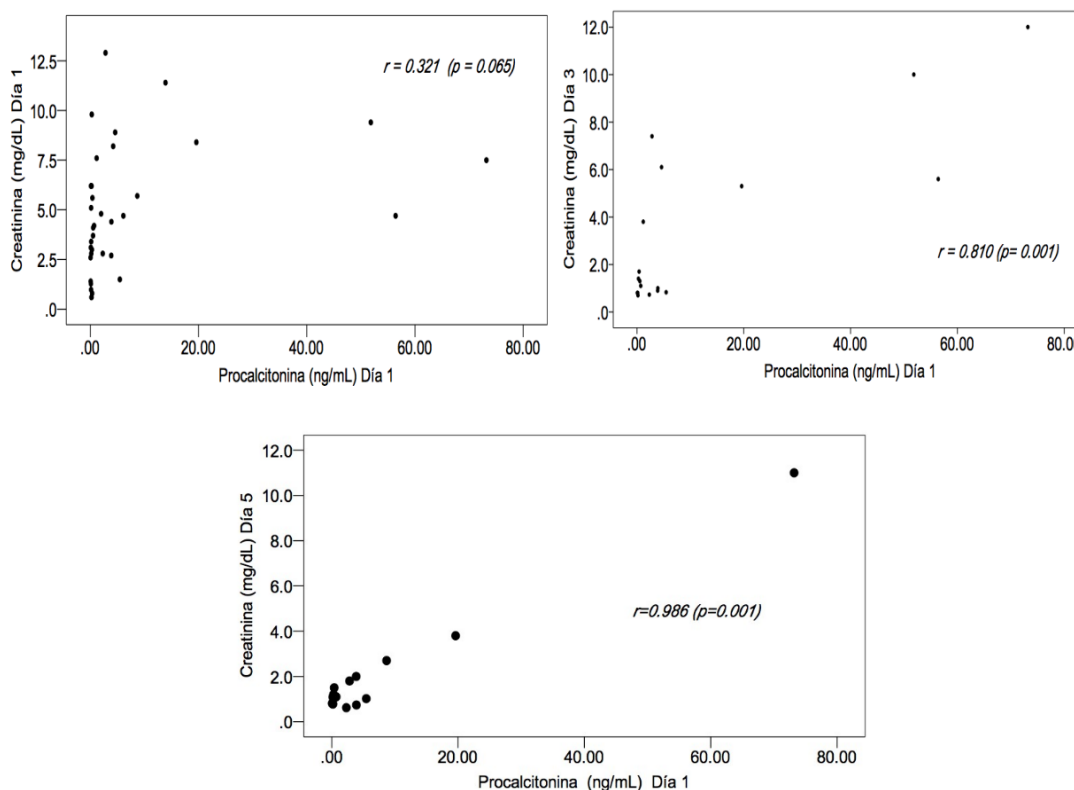 Creatinina (mg/dL) Día 1
12.5
10.0
7.5
5.0
2.5
.0
r = 0.321 (p = 0.065)
.00 20.00 40.00 60.00 80.00
Procalcitonina (ng/mL) Día 1
Creatinina (mg/dL) Día 3
12.0
10.0
8.0
6.0
4.0
2.0
.0
r = 0.810 (p= 0.001)
.00 20.00 40.00 60.00 80.0
Procalcitonina (ng/mL) Día 1
Creatinina (mg/dL) Día 5
12.0
10.0
8.0
6.0
4.0
2.0
.0
r=0.986 (p=0.001)
.00 20.00 40.00 60.00 80.00
Procalcitonina (ng/mL) Día 1